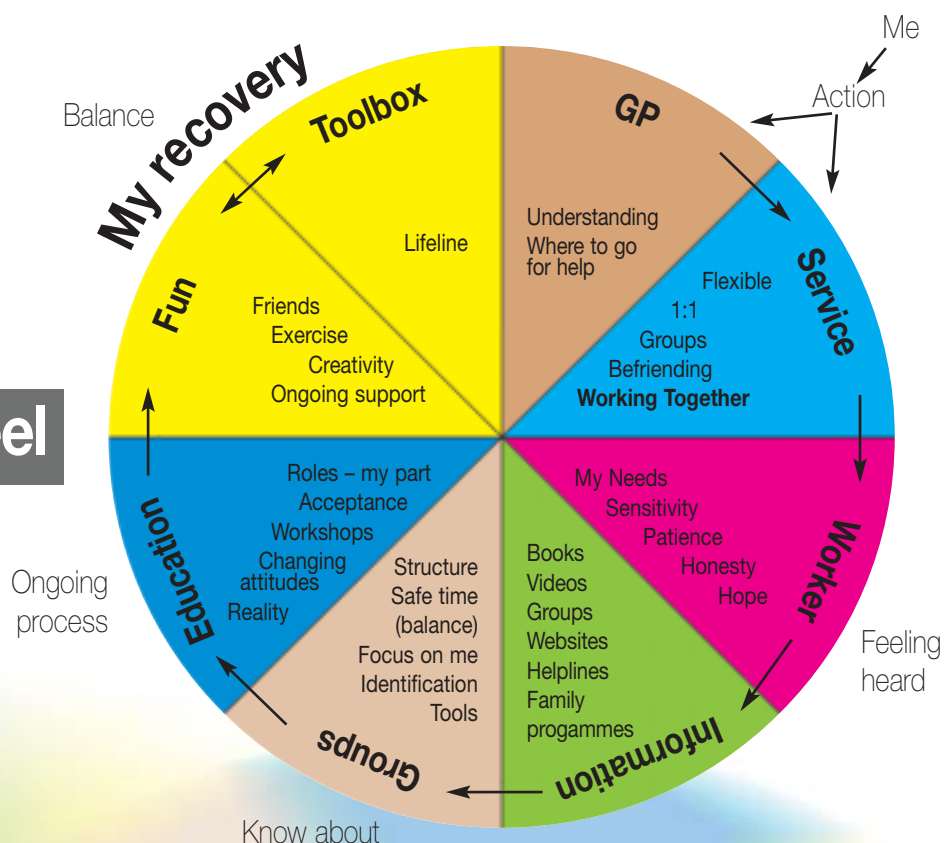 Me
Action
Balance
My recovery
Toolbox
Lifeline
GP
Understanding
Where to go
for help
Service
Flexible
1:1
Groups
Befriending
Working Together
Worker
My Needs
Sensitivity
Patience
Honesty
Hope
Feeling
heard
Information
Books
Videos
Groups
Websites
Helplines
Family
progammes
Groups
Structure
Safe time
(balance)
Focus on me
Identification
Tools
Know about
Education
Roles – my part
Acceptance
Workshops
Changing
attitudes
Reality
Ongoing
process
Fun
Friends
Exercise
Creativity
Ongoing support
el